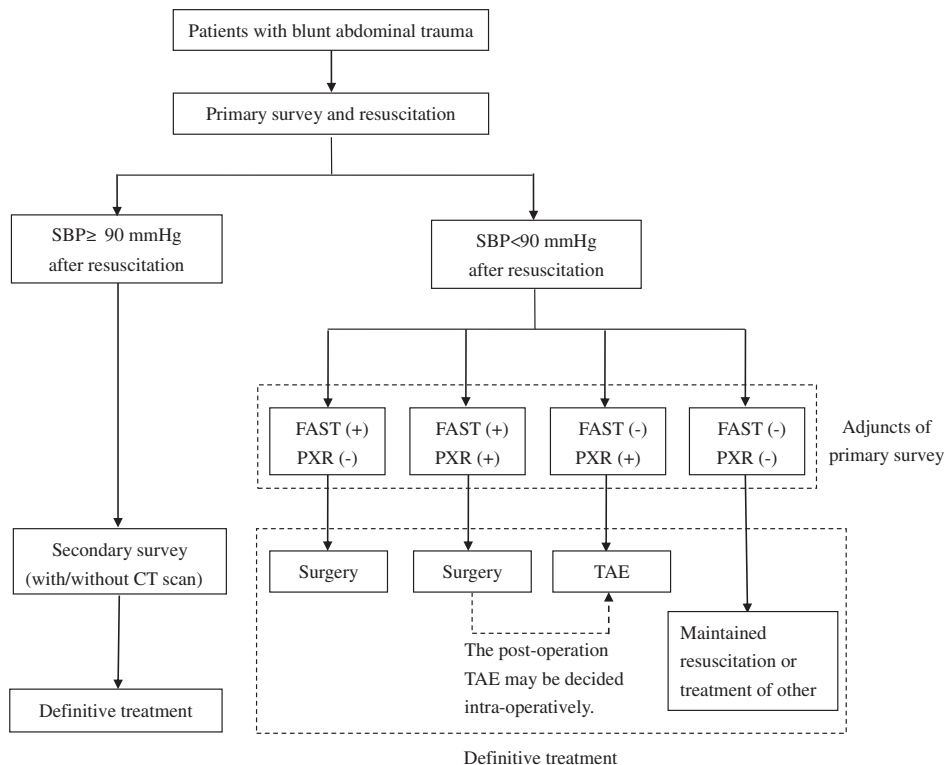 Patients with blunt abdominal trauma
Primary survey and resuscitation
SBP≥ 90 mmHg
after resuscitation
SBP<90 mmHg
after resuscitation
FAST (+)
PXR (-)
FAST (+)
PXR (+)
FAST (-)
PXR (+)
FAST (-)
PXR (-)
Adjuncts of
primary survey
Secondary survey
(with/without CT scan)
Surgery
Surgery
TAE
The post-operation
TAE may be decided
intra-operatively.
Maintained
resuscitation or
treatment of other
Definitive treatment
Definitive treatment